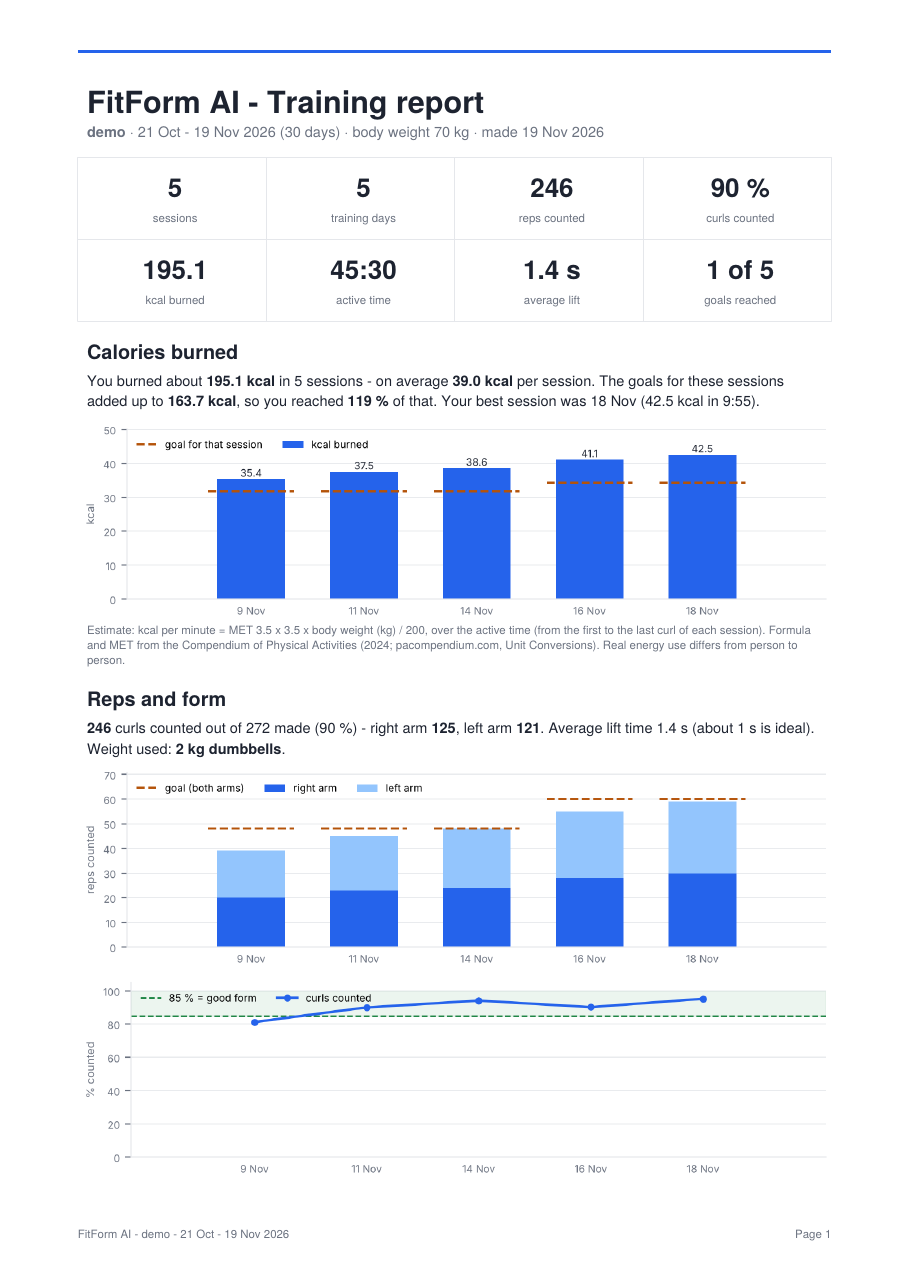 FitForm AI - Training report
demo · 21 Oct - 19 Nov 2026 (30 days) · body weight 70 kg · made 19 Nov 2026
5 5 246 90 %
sessions training days reps counted curls counted
195.1 45:30 1.4 s 1 of 5
kcal burned active time average lift goals reached
Calories burned
You burned about 195.1 kcal in 5 sessions - on average 39.0 kcal per session. The goals for these sessions
added up to 163.7 kcal, so you reached 119 % of that. Your best session was 18 Nov (42.5 kcal in 9:55).
goal for that session kcal burned
50
40
30
20
10
0
kcal
35.4 37.5 38.6 41.1 42.5
9 Nov 11 Nov 14 Nov 16 Nov 18 Nov
Estimate: kcal per minute = MET 3.5 x 3.5 x body weight (kg) / 200, over the active time (from the first to the last curl of each session). Formula
and MET from the Compendium of Physical Activities (2024; pacompendium.com, Unit Conversions). Real energy use differs from person to
person.
Reps and form
246 curls counted out of 272 made (90 %) - right arm 125, left arm 121. Average lift time 1.4 s (about 1 s is ideal).
Weight used: 2 kg dumbbells.
goal (both arms) right arm left arm
70
60
50
40
30
20
10
0
reps counted
9 Nov 11 Nov 14 Nov 16 Nov 18 Nov
85 % = good form curls counted
100
80
60
40
20
0
% counted
9 Nov 11 Nov 14 Nov 16 Nov 18 Nov
FitForm AI - demo - 21 Oct - 19 Nov 2026 Page 1